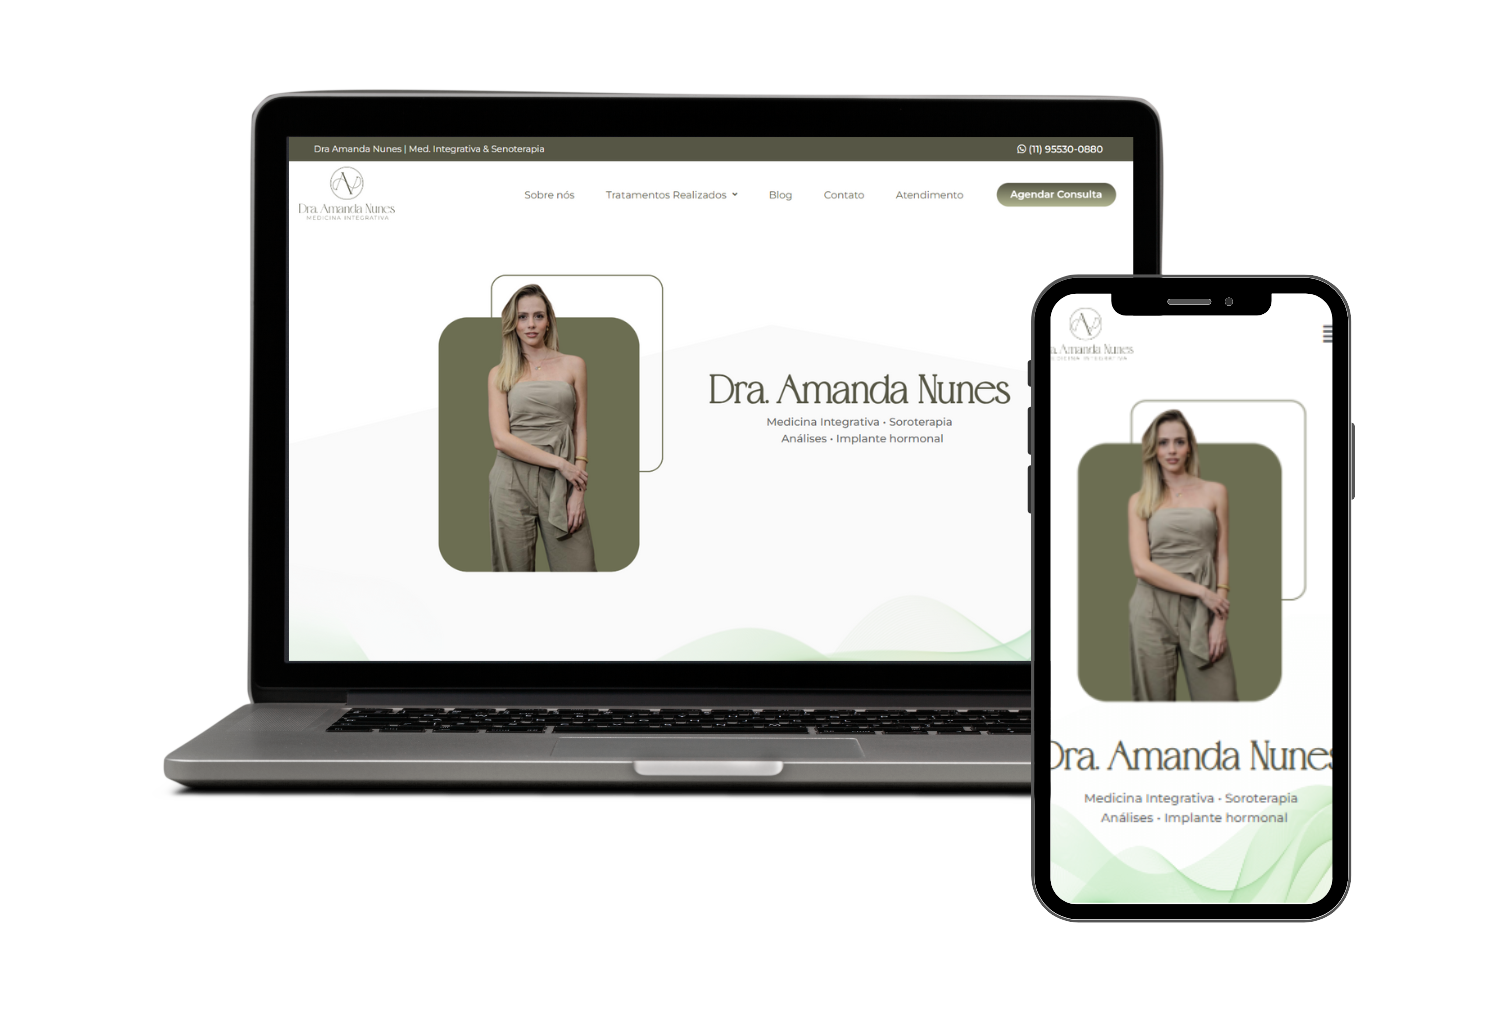 Dra Amanda Nunes | Med. Integrativa & Senoterapia
(11) 95530-0880
Dra. Amanda Nunes
MEDICINA INTEGRATIVA
Sobre nós
Tratamentos Realizados
Blog
Contato
Atendimento
Agendar Consulta
Dra. Amanda Nunes
Medicina Integrativa • Soroterapia
Análises • Implante hormonal
a. Amanda Nunes
DICINA INTEGRATIVA
Dra. Amanda Nunes
Medicina Integrativa • Soroterapia
Análises • Implante hormonal